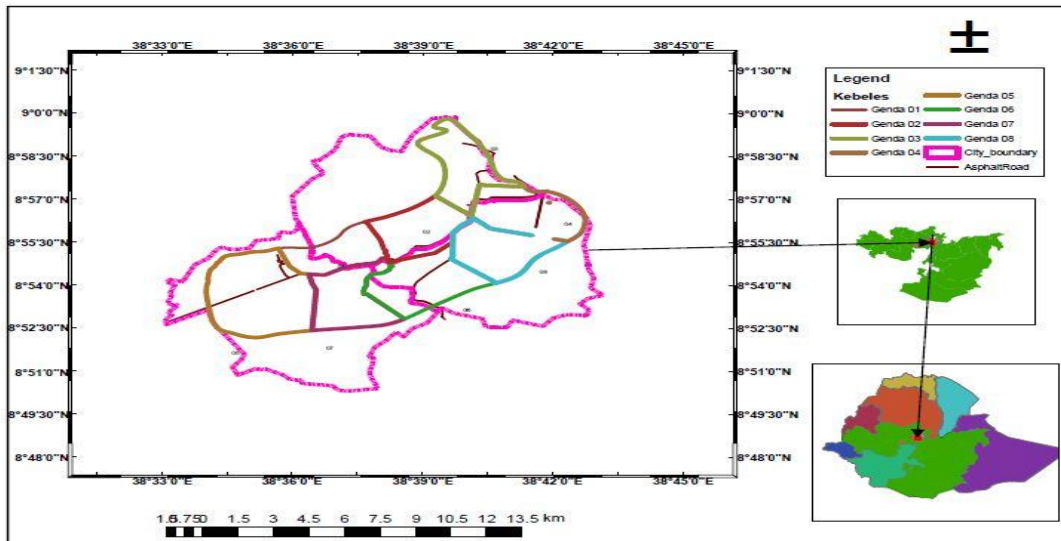 38°33'0"E 38°36'0"E 38°39'0"E 38°42'0"E 38°45'0"E
9°1'30"N 9°1'30"N
9°0'0"N 9°0'0"N
8°58'30"N 8°58'30"N
8°57'0"N 8°57'0"N
8°55'30"N 8°55'30"N
8°54'0"N 8°54'0"N
8°52'30"N 8°52'30"N
8°51'0"N 8°51'0"N
8°49'30"N 8°49'30"N
8°48'0"N 8°48'0"N
38°33'0"E 38°36'0"E 38°39'0"E 38°42'0"E 38°45'0"E
02
04
07
0 1.5 3 4.5 6 7.5 9 10.5 12 13.5 km
±
Legend
Kebeles
Genda 01
Genda 02
Genda 03
Genda 04
Genda 05
Genda 06
Genda 07
Genda 08
City_boundary
AsphaltRoad